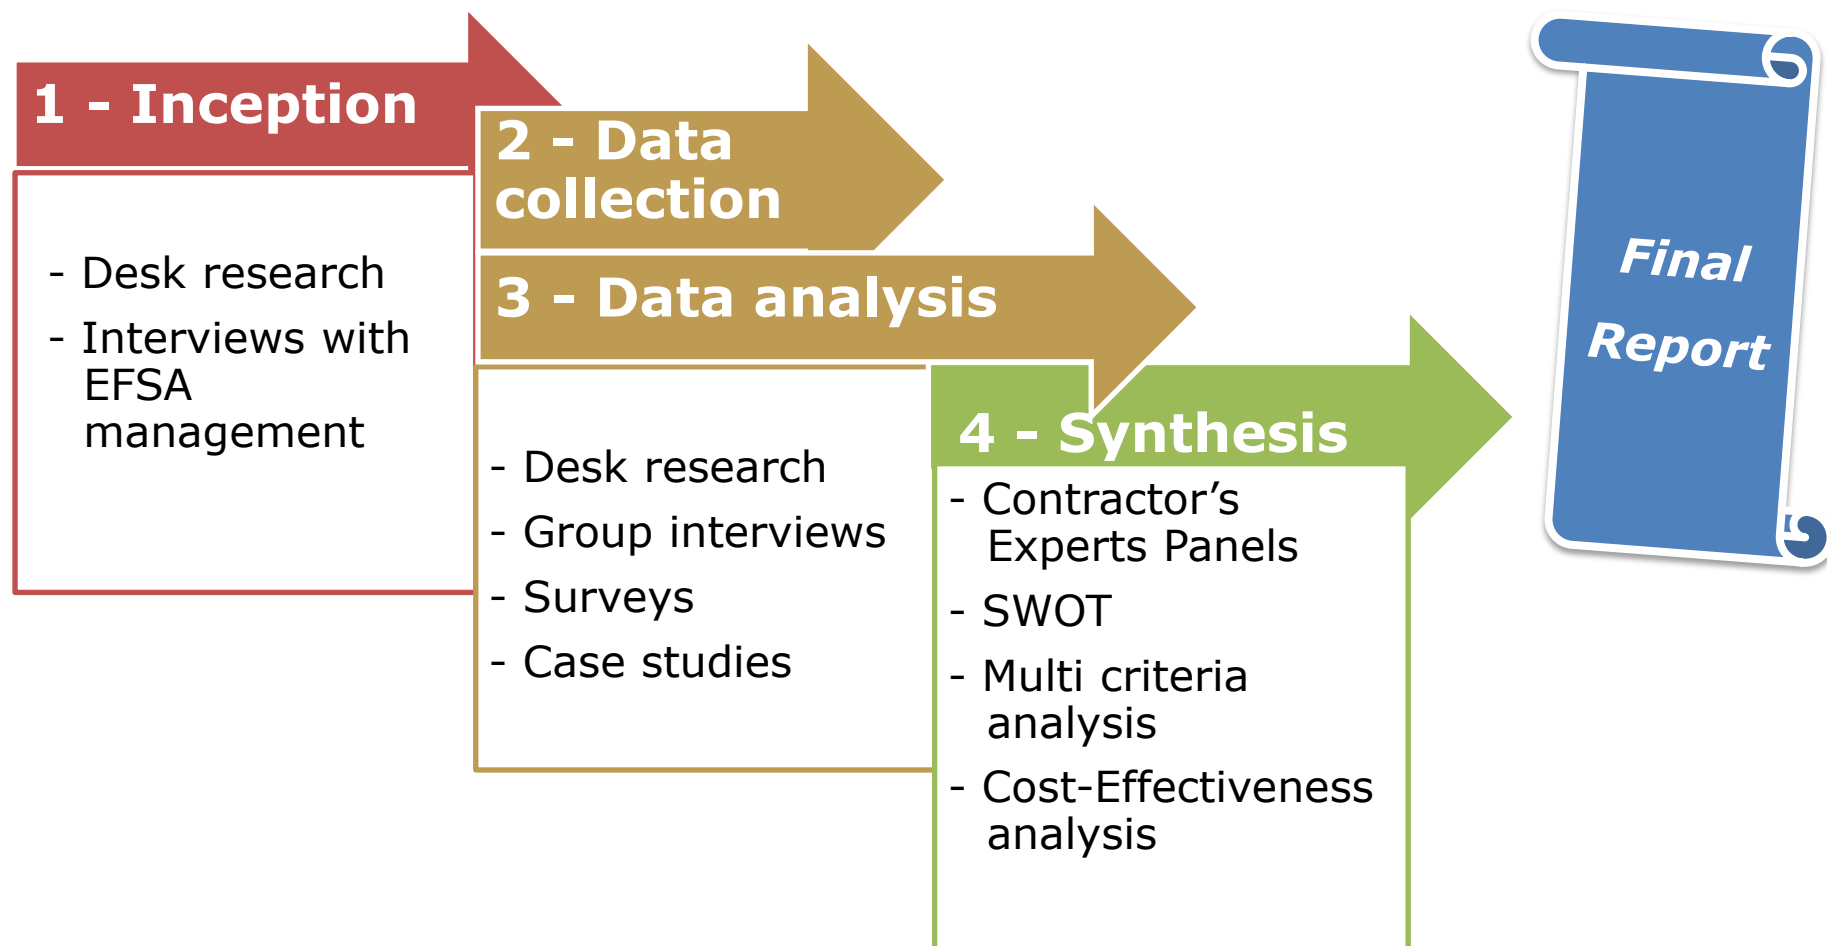 1 - Inception
- Desk research
- Interviews with
EFSA
management
2 - Data
collection
3 - Data analysis
- Desk research
- Group interviews
- Surveys
- Case studies
4 - Synthesis
- Contractor’s
Experts Panels
- SWOT
- Multi criteria
analysis
- Cost-Effectiveness
analysis
Final
Report